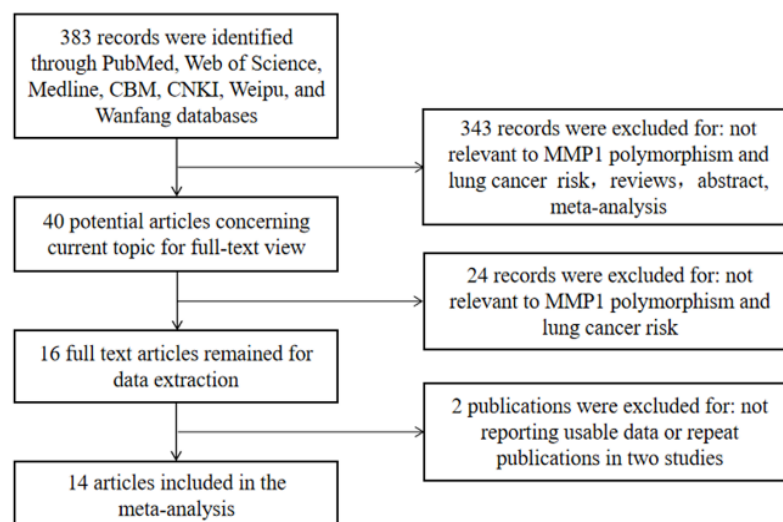 383 records were identified
through PubMed, Web of Science,
Medline, CBM, CNKI, Weipu, and
Wanfang databases
343 records were excluded for: not
relevant to MMP1 polymorphism and
lung cancer risk，reviews，abstract,
meta-analysis
40 potential articles concerning
current topic for full-text view
24 records were excluded for: not
relevant to MMP1 polymorphism and
lung cancer risk
16 full text articles remained for
data extraction
2 publications were excluded for: not
reporting usable data or repeat
publications in two studies
14 articles included in the
meta-analysis